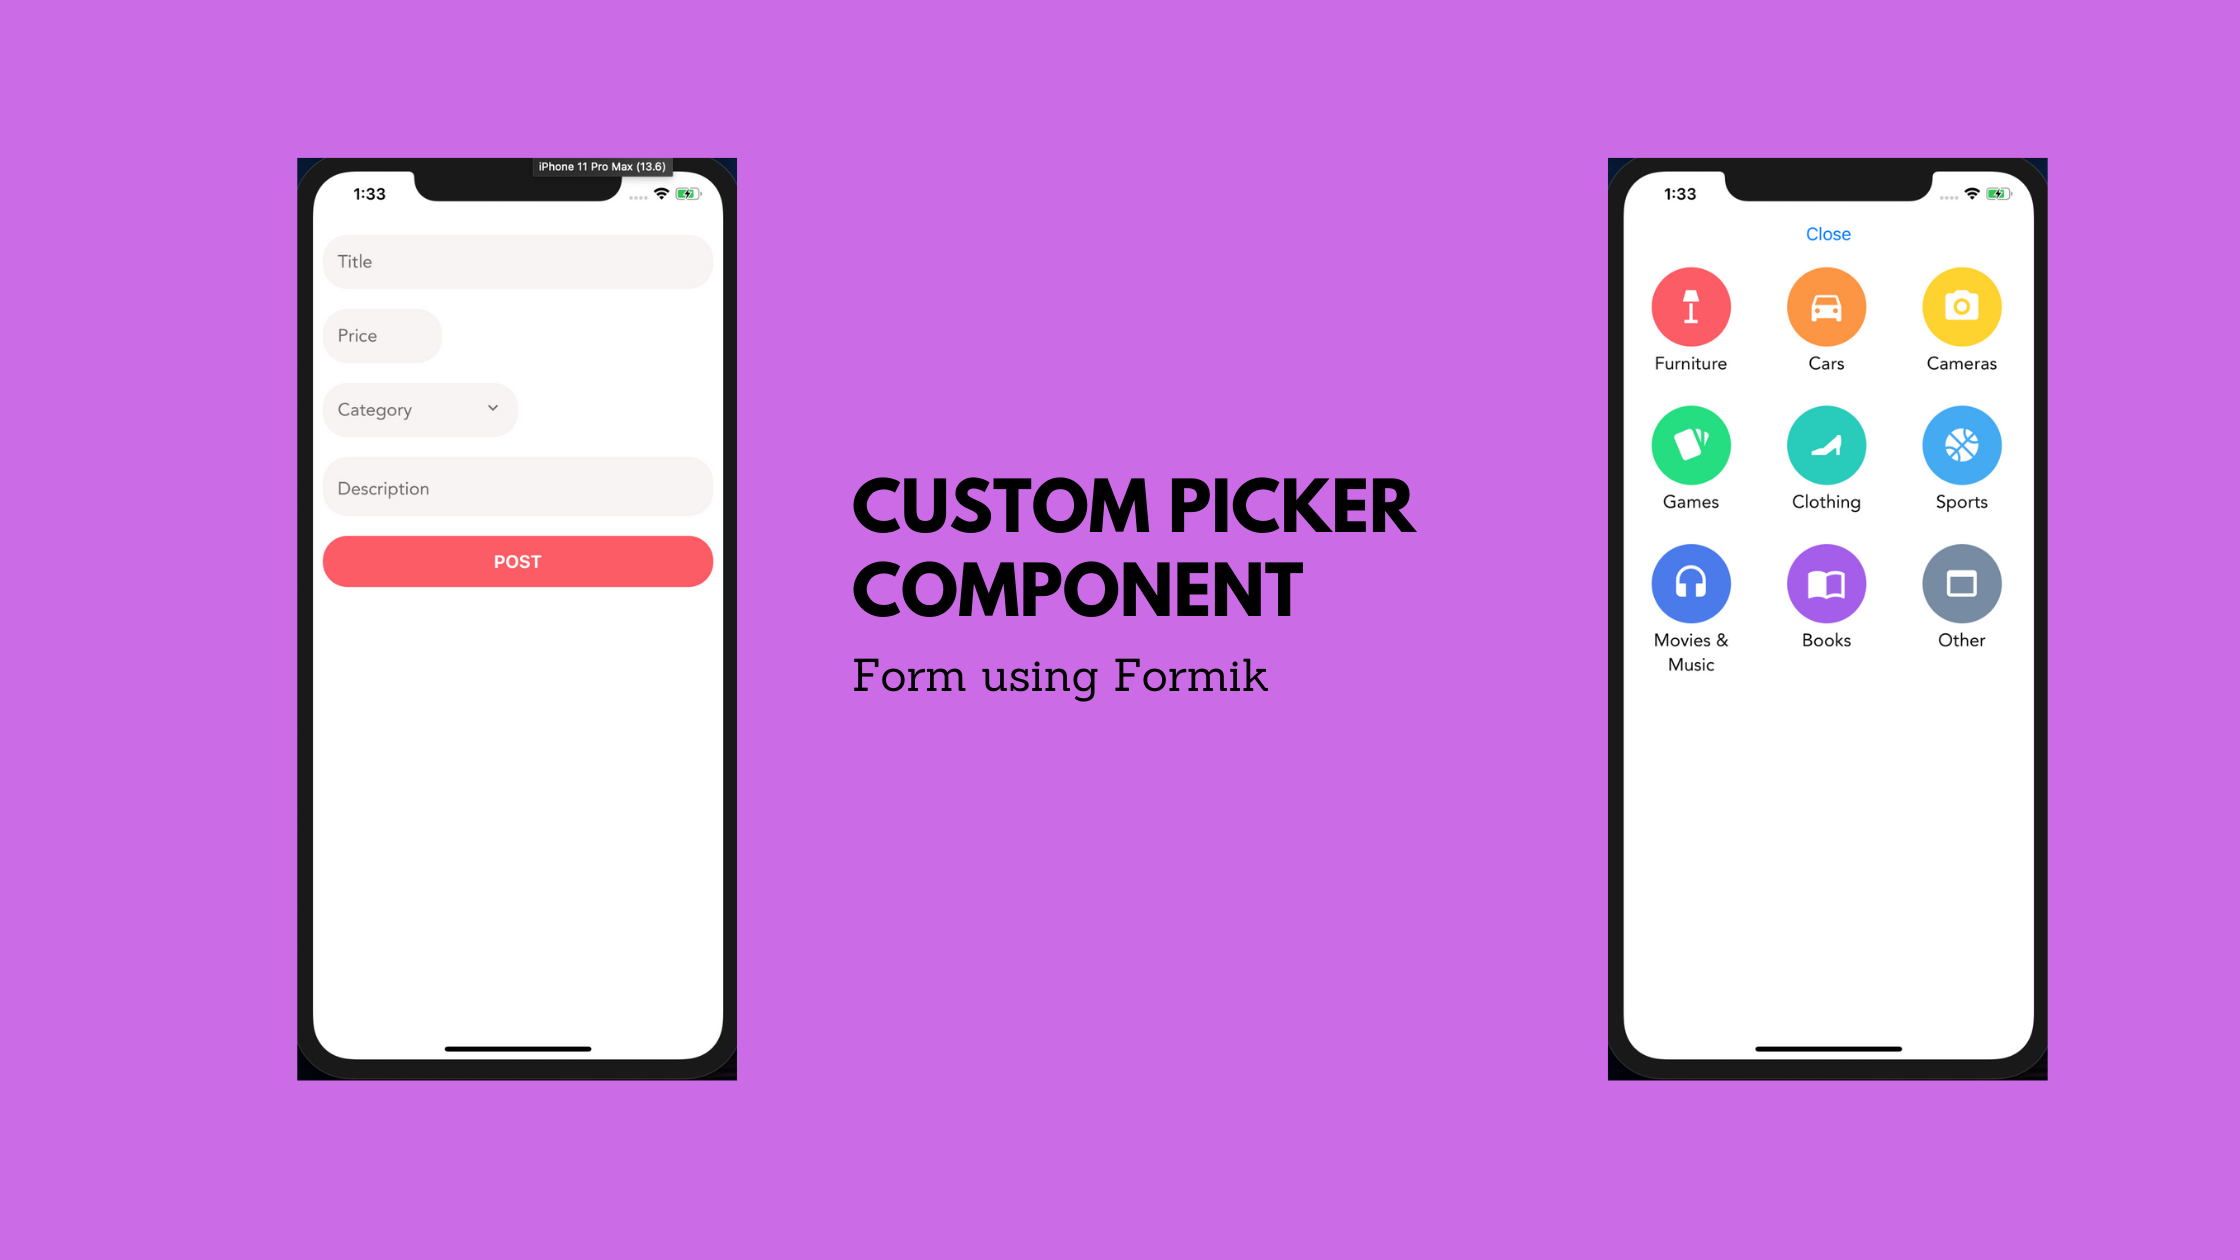 iPhone 11 Pro Max (13.6)
1:33
Title
Price
Category
Description
POST
CUSTOM PICKER
COMPONENT
Form using Formik
1:33
Close
Furniture
Cars
Cameras
Games
Clothing
Sports
Movies &
Music
Books
Other